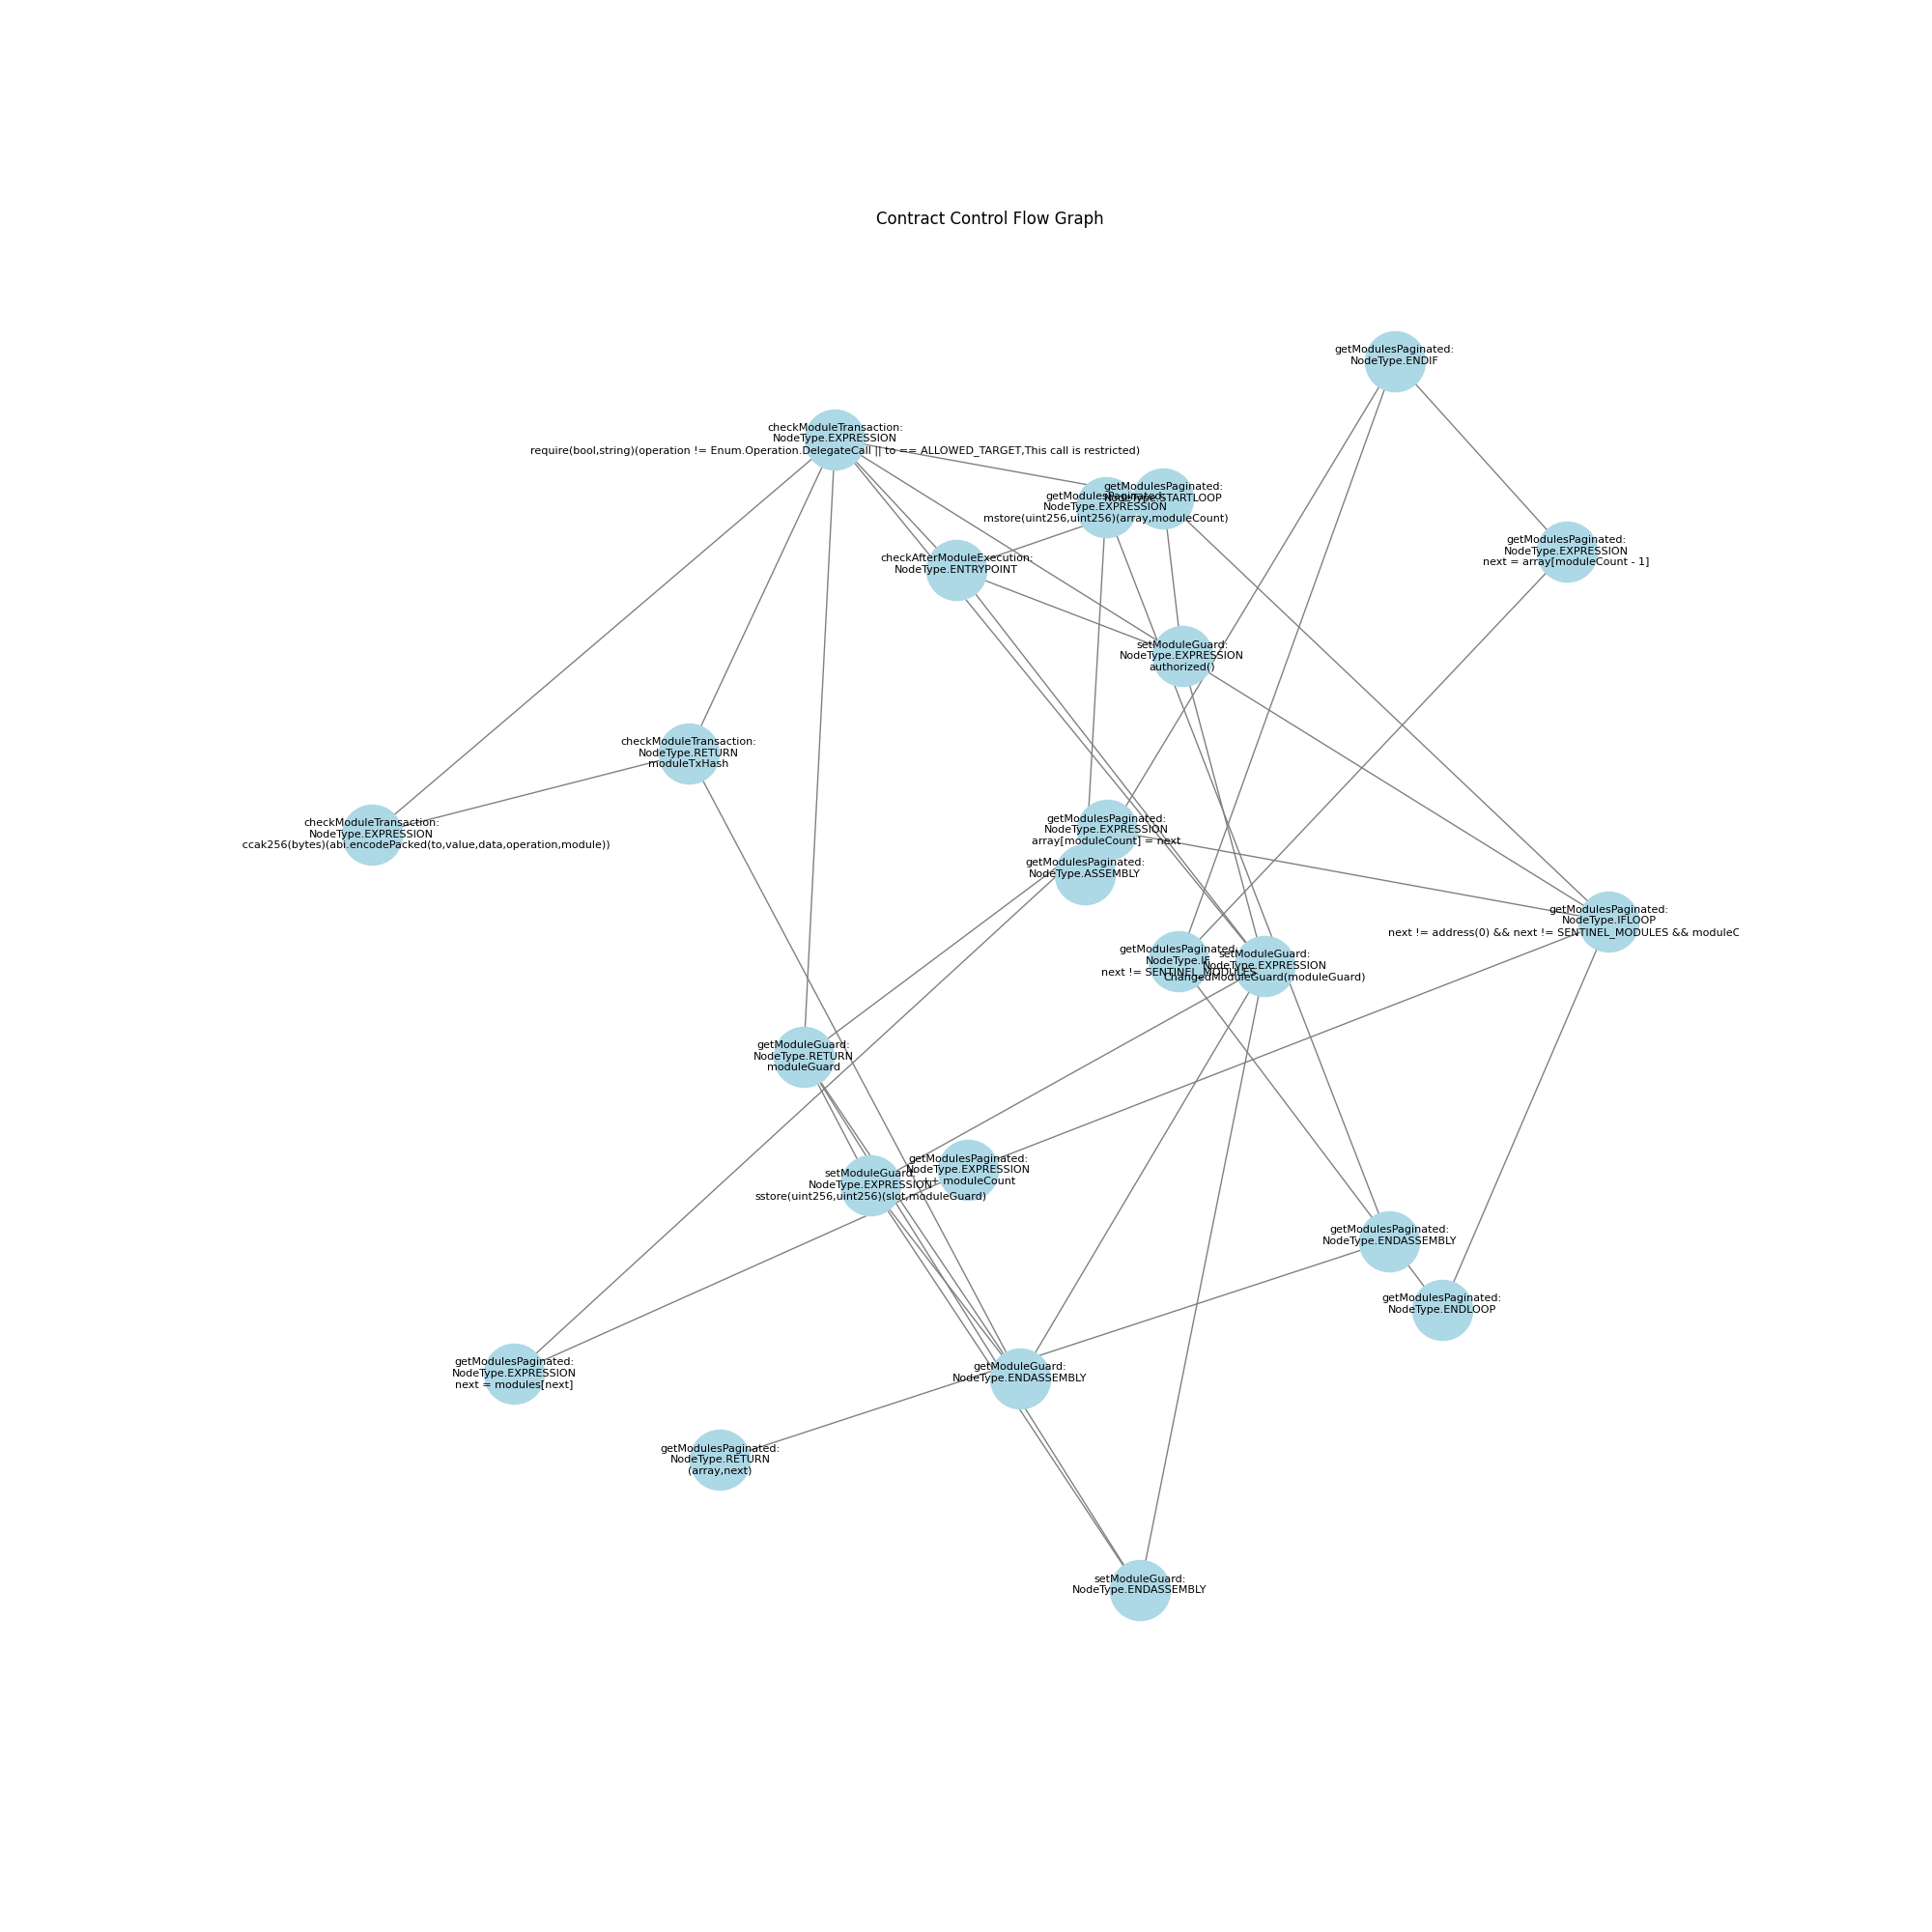 Contract Control Flow Graph
getModulesPaginated:
NodeType.ENDIF
checkModuleTransaction:
NodeType.EXPRESSION
require(bool,string)(operation != Enum.Operation.DelegateCall || to == ALLOWED_TARGET,This call is restricted)
getModulesPaginated:
NodeType.STARTLOOP
getModulesPaginated:
NodeType.EXPRESSION
mstore(uint256,uint256)(array,moduleCount)
getModulesPaginated:
NodeType.EXPRESSION
next = array[moduleCount - 1]
checkAfterModuleExecution:
NodeType.ENTRYPOINT
setModuleGuard:
NodeType.EXPRESSION
authorized()
checkModuleTransaction:
NodeType.RETURN
moduleTxHash
checkModuleTransaction:
NodeType.EXPRESSION
ccak256(bytes)(abi.encodePacked(to,value,data,operation,module))
getModulesPaginated:
NodeType.EXPRESSION
array[moduleCount] = next
getModulesPaginated:
NodeType.ASSEMBLY
getModulesPaginated:
NodeType.IFLOOP
next != address(0) && next != SENTINEL_MODULES && moduleC
getModulesPaginated:
NodeType.IF
next != SENTINEL_MODULES
setModuleGuard:
NodeType.EXPRESSION
ChangedModuleGuard(moduleGuard)
getModuleGuard:
NodeType.RETURN
moduleGuard
getModulesPaginated:
NodeType.EXPRESSION
++ moduleCount
setModuleGuard:
NodeType.EXPRESSION
sstore(uint256,uint256)(slot,moduleGuard)
getModulesPaginated:
NodeType.ENDASSEMBLY
getModulesPaginated:
NodeType.ENDLOOP
getModulesPaginated:
NodeType.EXPRESSION
next = modules[next]
getModuleGuard:
NodeType.ENDASSEMBLY
getModulesPaginated:
NodeType.RETURN
(array,next)
setModuleGuard:
NodeType.ENDASSEMBLY